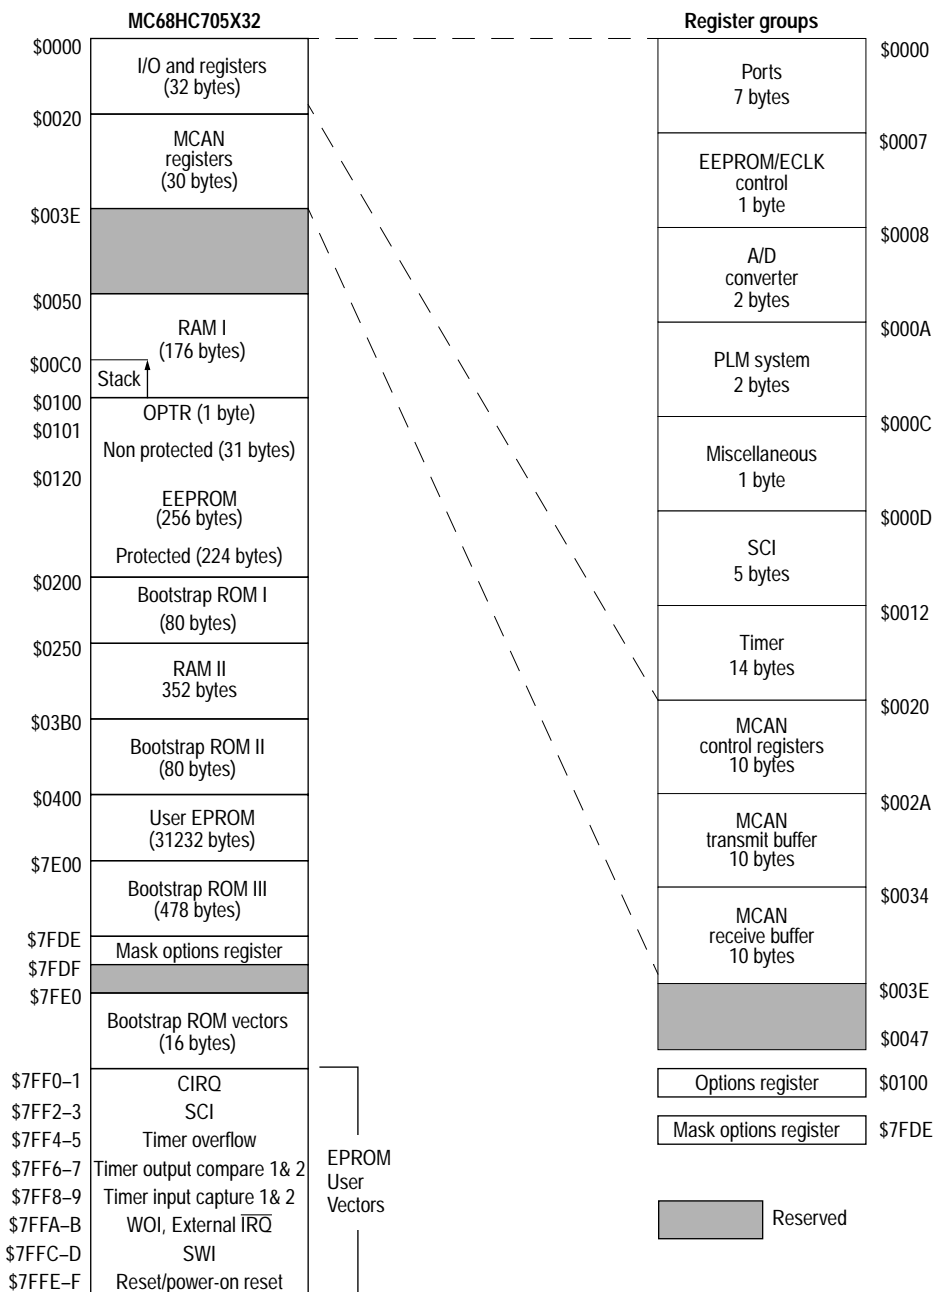 MC68HC705X32
$0000
I/O and registers
(32 bytes)
$0020
MCAN
registers
(30 bytes)
$003E
$0050
RAM I
(176 bytes)
$00C0
Stack
$0100
OPTR (1 byte)
$0101
Non protected (31 bytes)
$0120
EEPROM
(256 bytes)
Protected (224 bytes)
$0200
Bootstrap ROM I
(80 bytes)
$0250
RAM II
352 bytes
$03B0
Bootstrap ROM II
(80 bytes)
$0400
User EPROM
(31232 bytes)
$7E00
Bootstrap ROM III
(478 bytes)
$7FDE
Mask options register
$7FDF
$7FE0
Bootstrap ROM vectors
(16 bytes)
$7FF0–1 CIRQ
$7FF2–3 SCI
$7FF4–5 Timer overflow
$7FF6–7 Timer output compare 1& 2
$7FF8–9 Timer input capture 1& 2
$7FFA–B WOI, External IRQ
$7FFC–D SWI
$7FFE–F Reset/power-on reset
EPROM
User
Vectors
Register groups
$0000
Ports
7 bytes
$0007
EEPROM/ECLK
control
1 byte
$0008
A/D
converter
2 bytes
$000A
PLM system
2 bytes
$000C
Miscellaneous
1 byte
$000D
SCI
5 bytes
$0012
Timer
14 bytes
$0020
MCAN
control registers
10 bytes
$002A
MCAN
transmit buffer
10 bytes
$0034
MCAN
receive buffer
10 bytes
$003E
$0047
Options register $0100
Mask options register $7FDE
Reserved